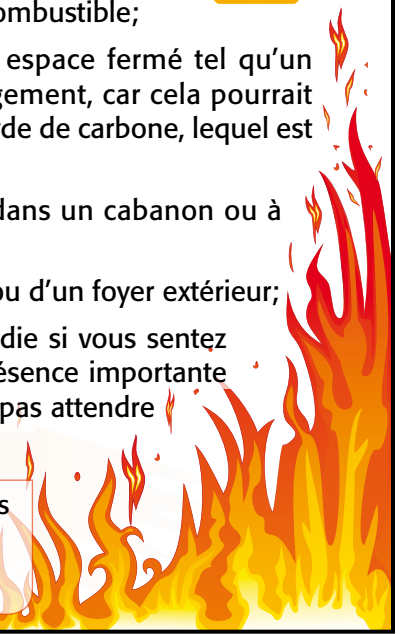 ombustible;
espace fermé tel qu'un
gement, car cela pourrait
de de carbone, lequel est
dans un cabanon ou à
ou d'un foyer extérieur;
die si vous sentez
ésence importante
pas attendre
s